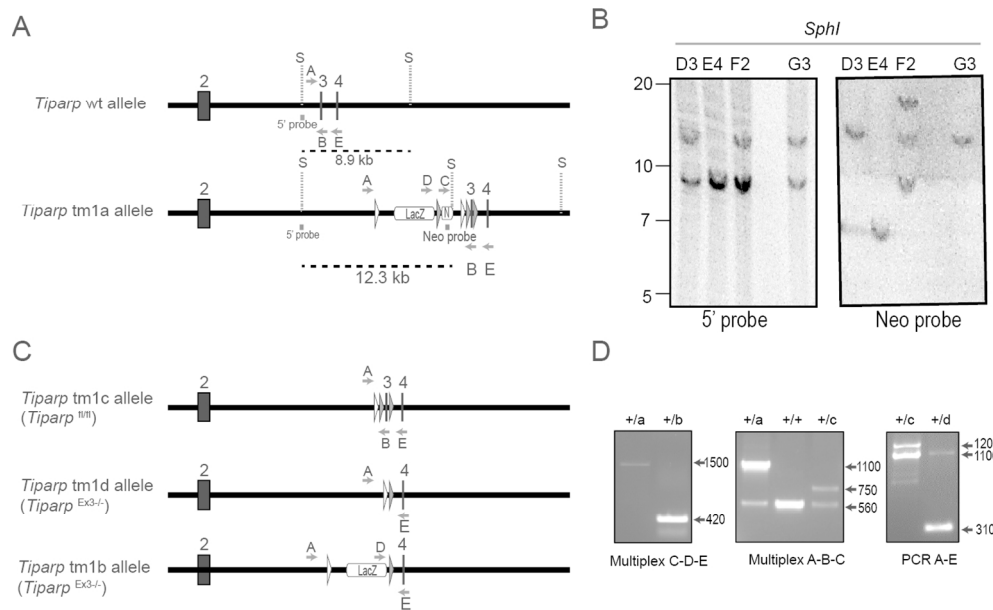 A
S
S
A
3
4
2
Tiparp wt allele
5' probe
B
E
8.9 kb
S
S
S
A
D
C
3
4
2
Tiparp tm1a allele
LacZ
N
5' probe
Neo probe
B
E
12.3 kb
B
SphI
D3 E4 F2 G3
D3 E4 F2 G3
20
10
7
5
5' probe
Neo probe
C
A
3
4
2
Tiparp tm1c allele
(Tiparp fl/fl)
B
E
A
4
2
Tiparp tm1d allele
(Tiparp Ex3-/-)
E
A
D
4
2
Tiparp tm1b allele
LacZ
(Tiparp Ex3-/-)
E
D
+/a +/b
1500
420
Multiplex C-D-E
+/a +/+ +/c
1100
750
560
Multiplex A-B-C
+/c +/d
120
110
310
PCR A-E